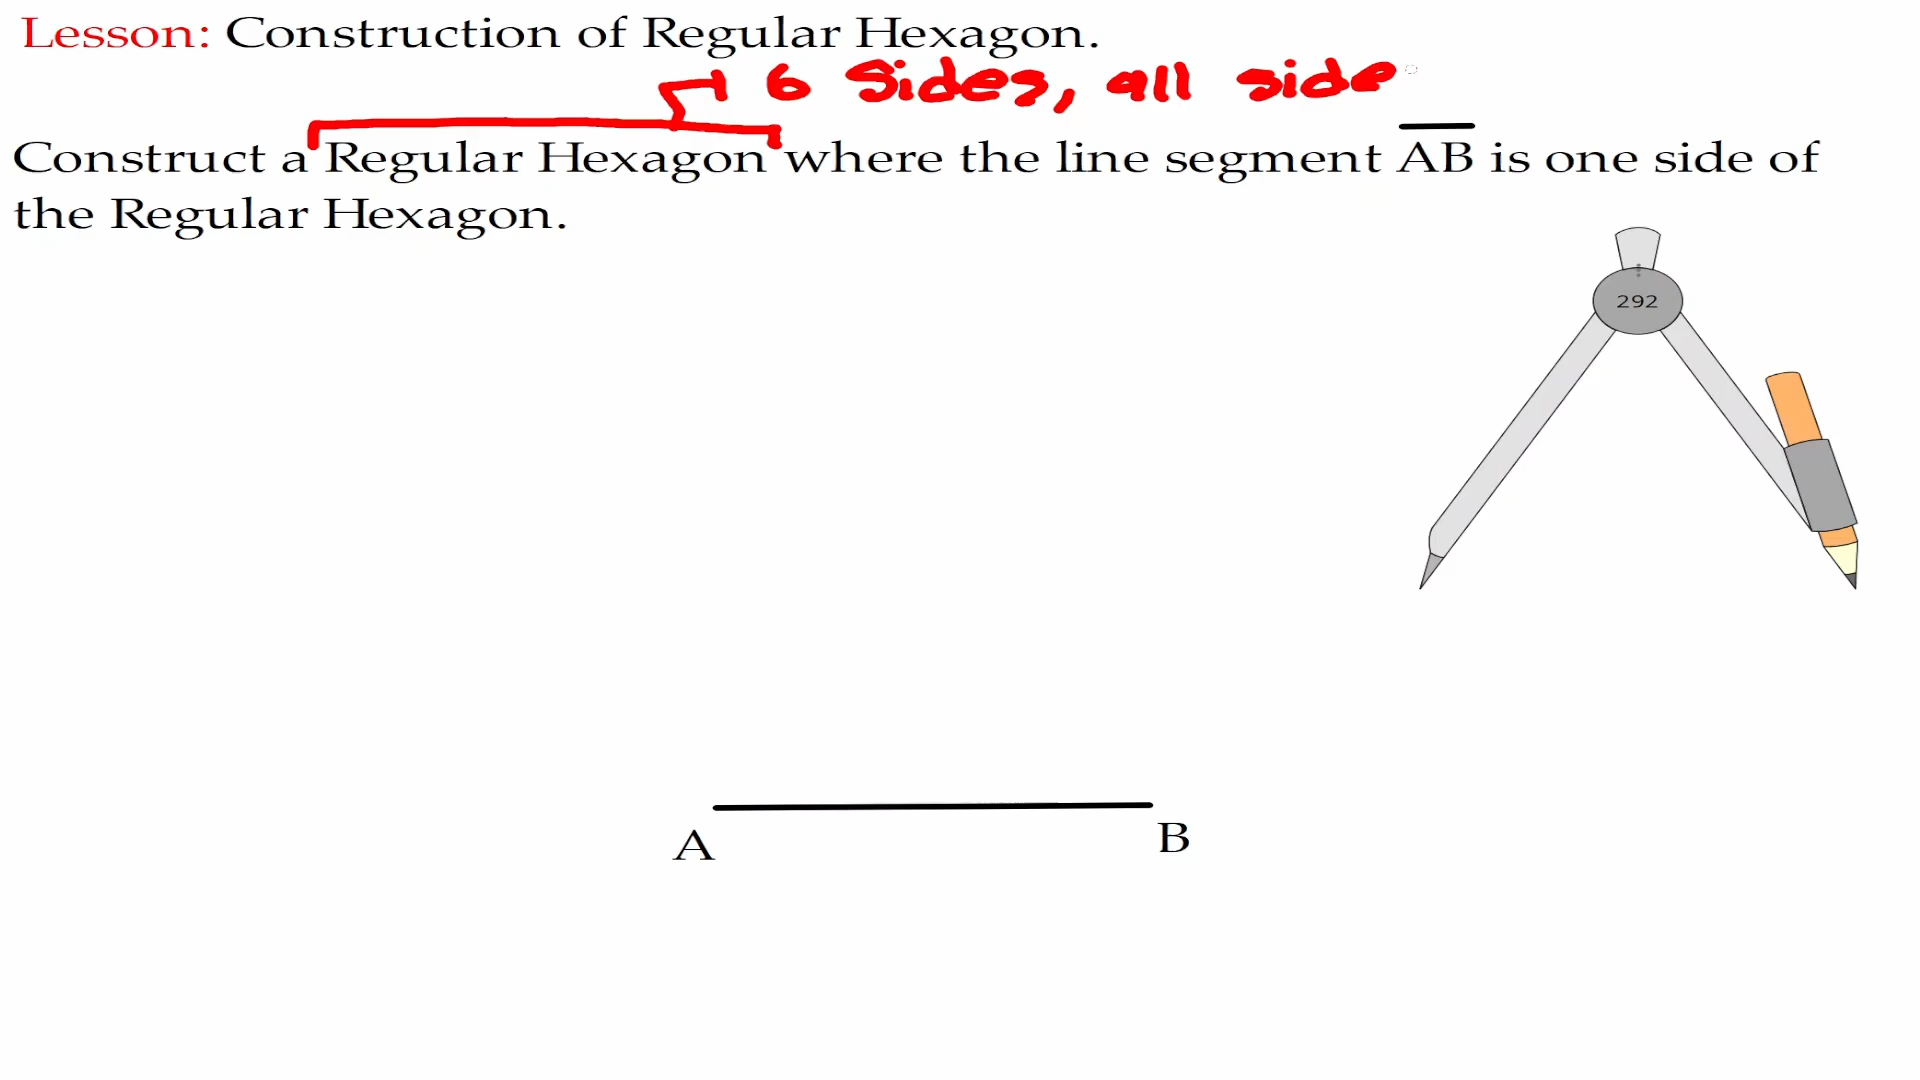 Lesson: Construction of Regular Hexagon.
6 sides, all side
Construct a Regular Hexagon where the line segment AB is one side of
the Regular Hexagon.
292
A
B